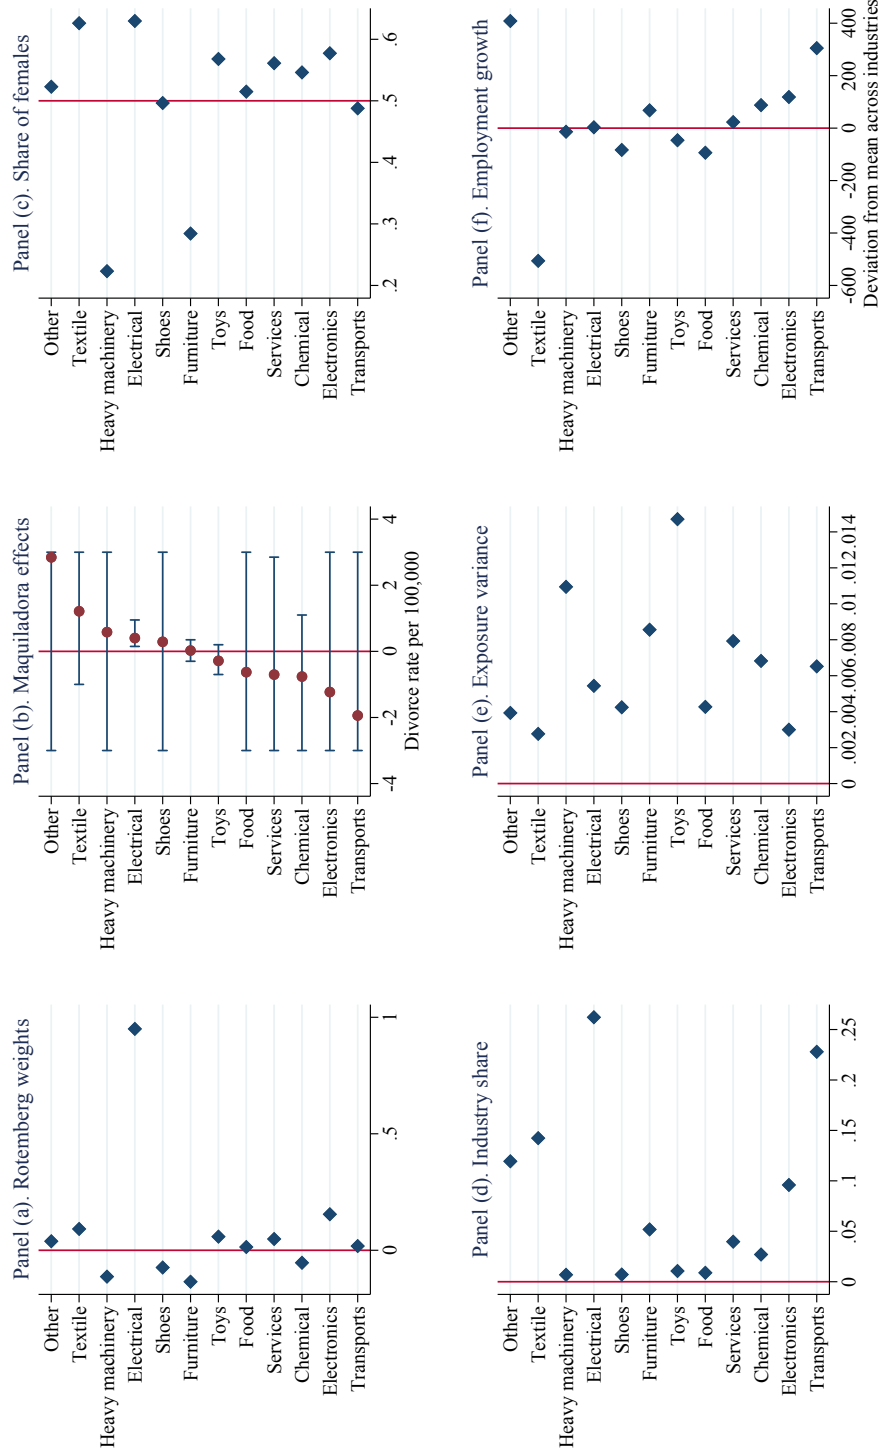 Panel (a). Rotemberg weights
Other
Textile
Heavy machinery
Electrical
Shoes
Furniture
Toys
Food
Services
Chemical
Electronics
Transports
0 .5 1
Panel (b). Maquiladora effects
Other
Textile
Heavy machinery
Electrical
Shoes
Furniture
Toys
Food
Services
Chemical
Electronics
Transports
-4 -2 0 2 4
Divorce rate per 100,000
Panel (c). Share of females
Other
Textile
Heavy machinery
Electrical
Shoes
Furniture
Toys
Food
Services
Chemical
Electronics
Transports
.2 .3 .4 .5 .6
Panel (d). Industry share
Other
Textile
Heavy machinery
Electrical
Shoes
Furniture
Toys
Food
Services
Chemical
Electronics
Transports
0 .05 .1 .15 .2 .25
Panel (e). Exposure variance
Other
Textile
Heavy machinery
Electrical
Shoes
Furniture
Toys
Food
Services
Chemical
Electronics
Transports
0 .002 .004 .006 .008 .01 .012 .014
Panel (f). Employment growth
Other
Textile
Heavy machinery
Electrical
Shoes
Furniture
Toys
Food
Services
Chemical
Electronics
Transports
-600 -400 -200 0 200 400
Deviation from mean across industries